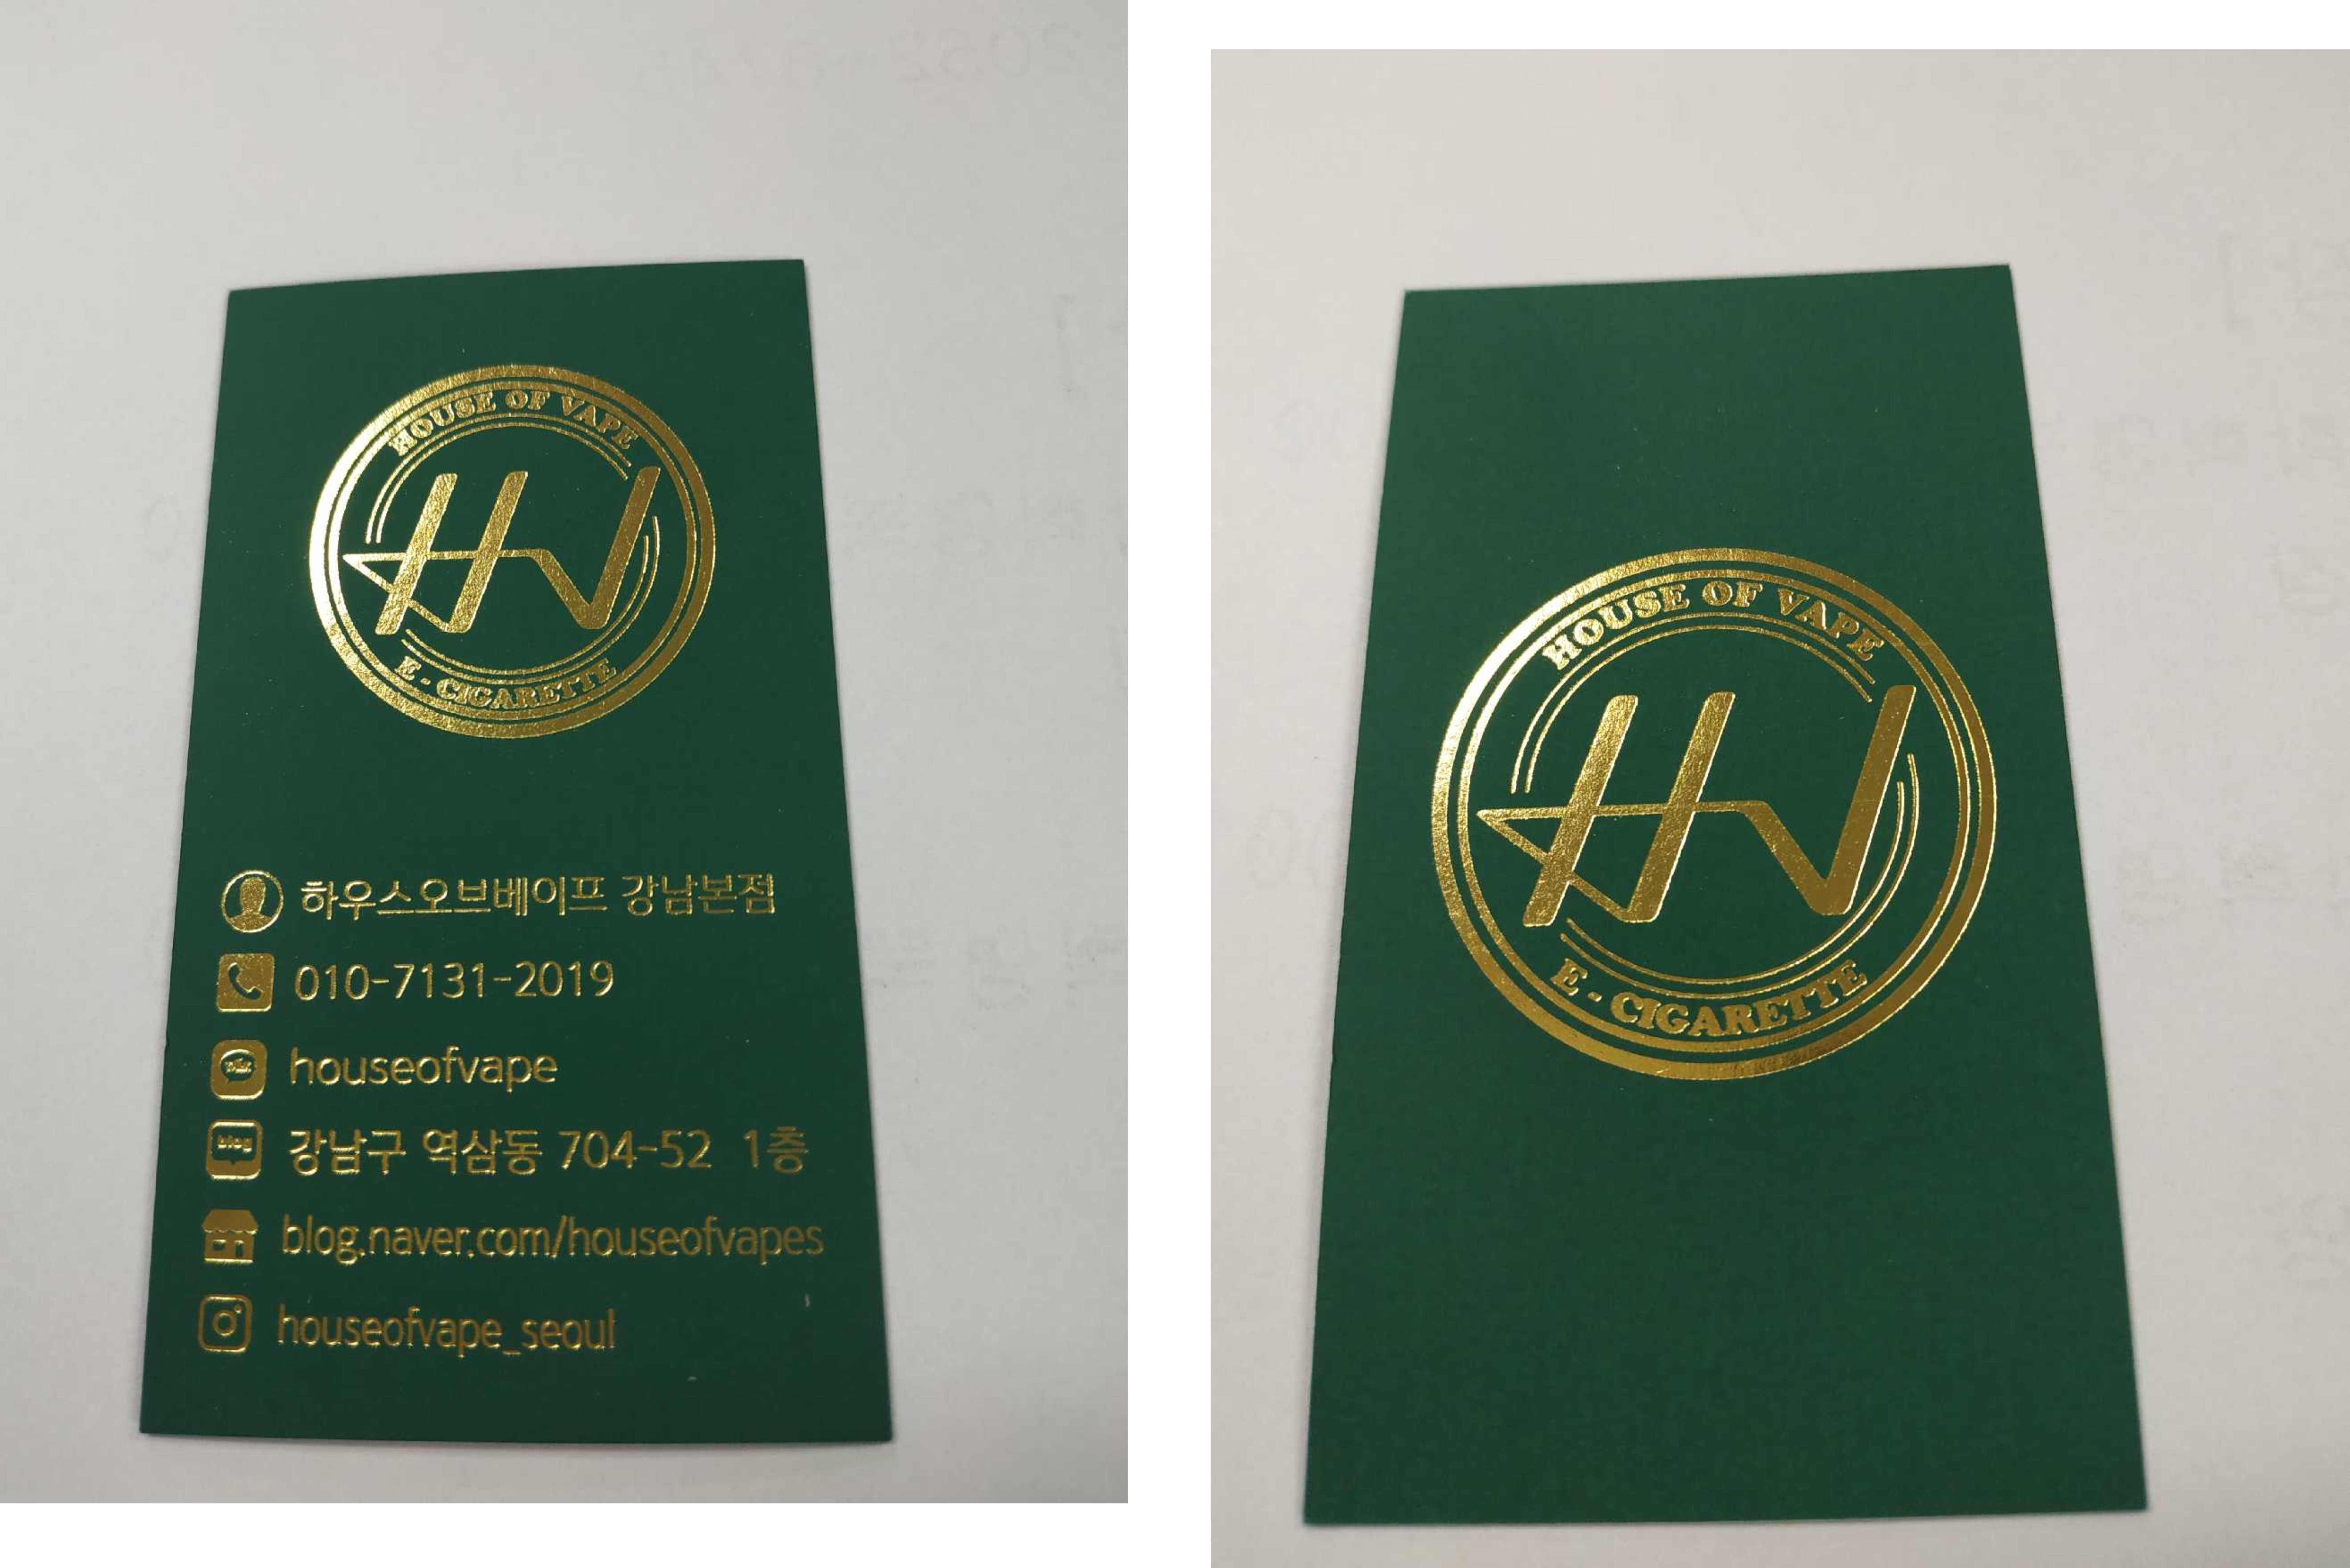 HOUSE OF VAPE
HV
E - CIGARETTE
하우스오브베이프 강남본점
010-7131-2019
talk
houseofvape
blog
강남구 역삼동 704-52 1층
blog.naver.com/houseofvapes
houseofvape_seoul
HOUSE OF VAPE
HV
E - CIGARETTE